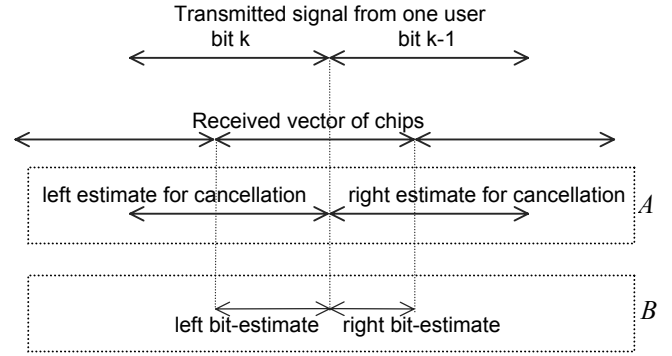 Transmitted signal from one user
bit k bit k-1
Received vector of chips
left estimate for cancellation right estimate for cancellation
A
B
left bit-estimate right bit-estimate